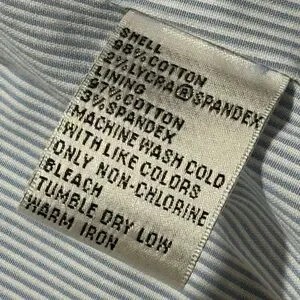 SHELL
98%COTTON
2%LYCRA®SPANDEX
LINING
97%COTTON
3%SPANDEX
MACHINE WASH COLD
WITH LIKE COLORS
ONLY NON-CHLORINE
BLEACH
TUMBLE DRY LOW
WARM IRON